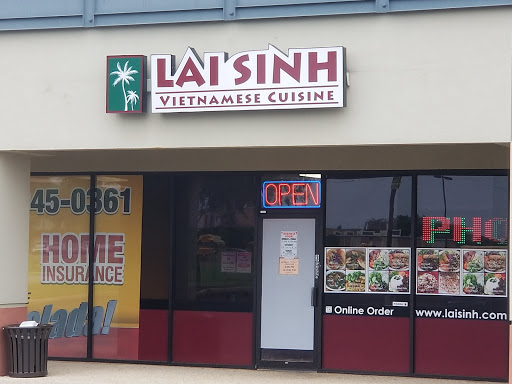 LAI SINH
VIETNAMESE CUISINE
45-0361
HOME
INSURANCE
OPEN
PHO
Online Order
www.laisinh.com